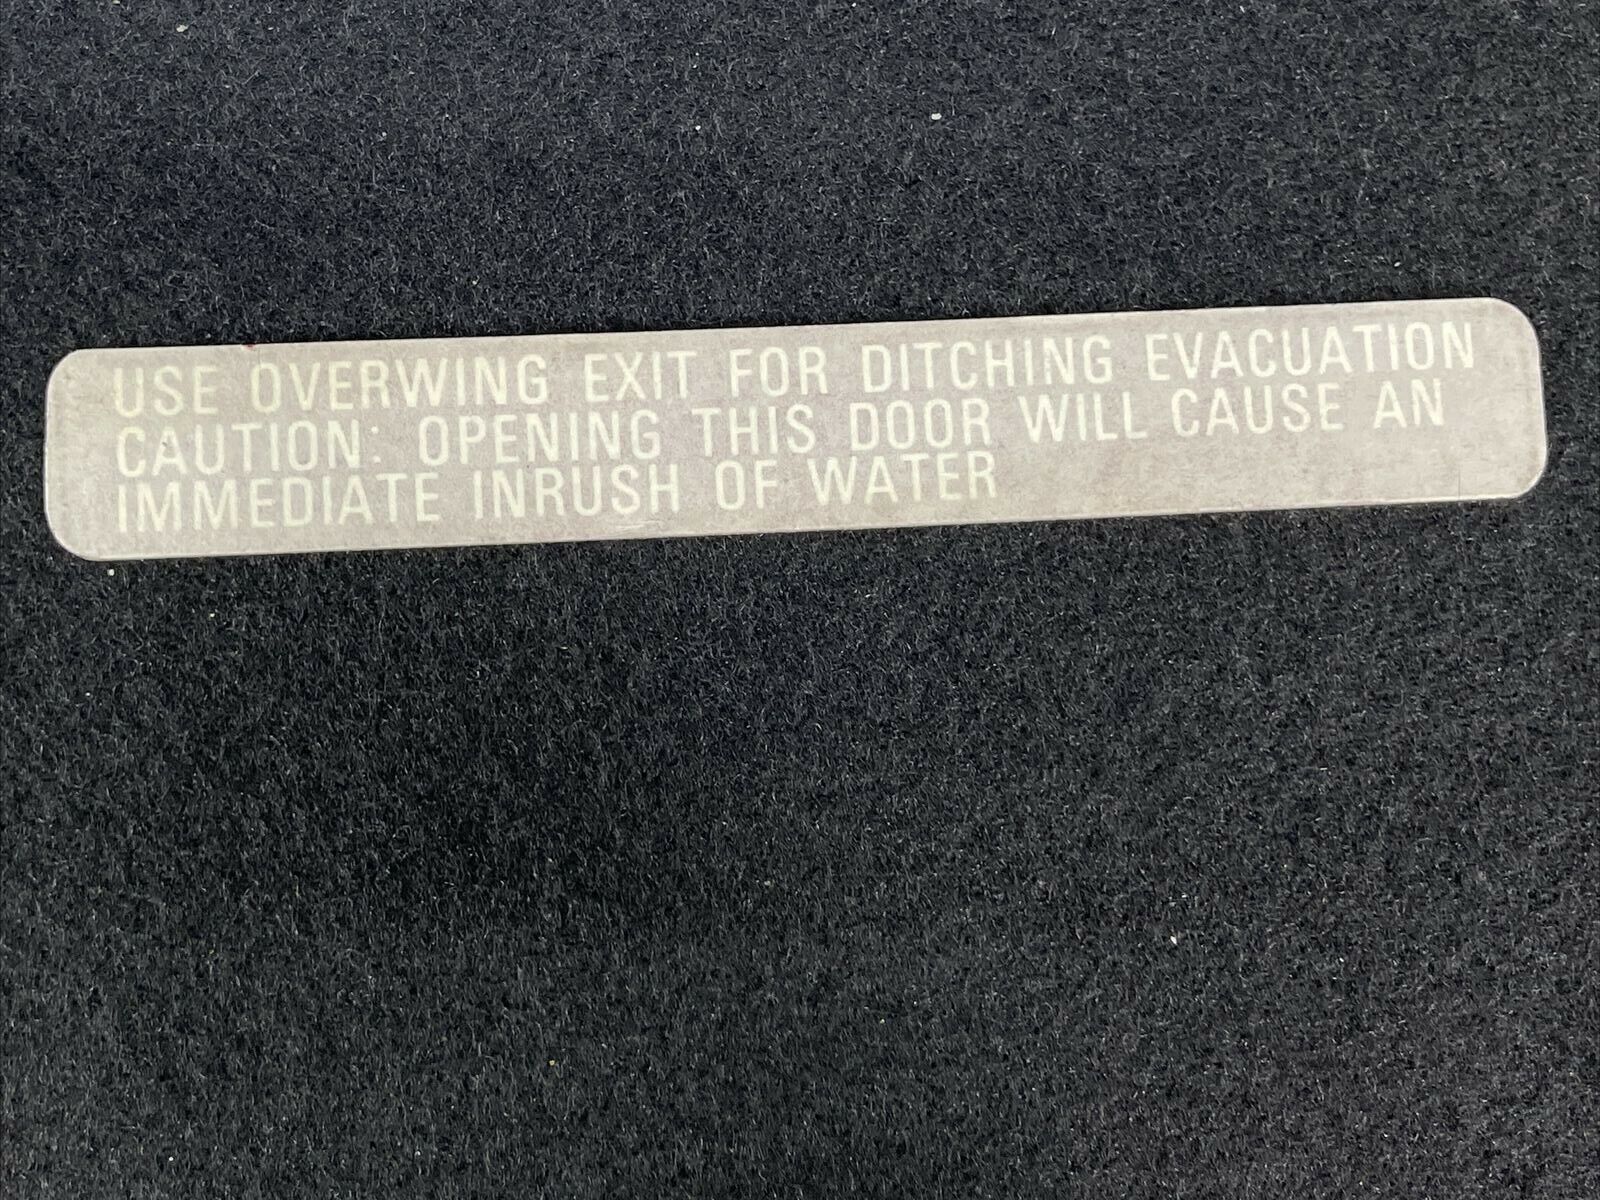 USE OVERWING EXIT FOR DITCHING EVACUATION
CAUTION: OPENING THIS DOOR WILL CAUSE AN
IMMEDIATE INRUSH OF WATER